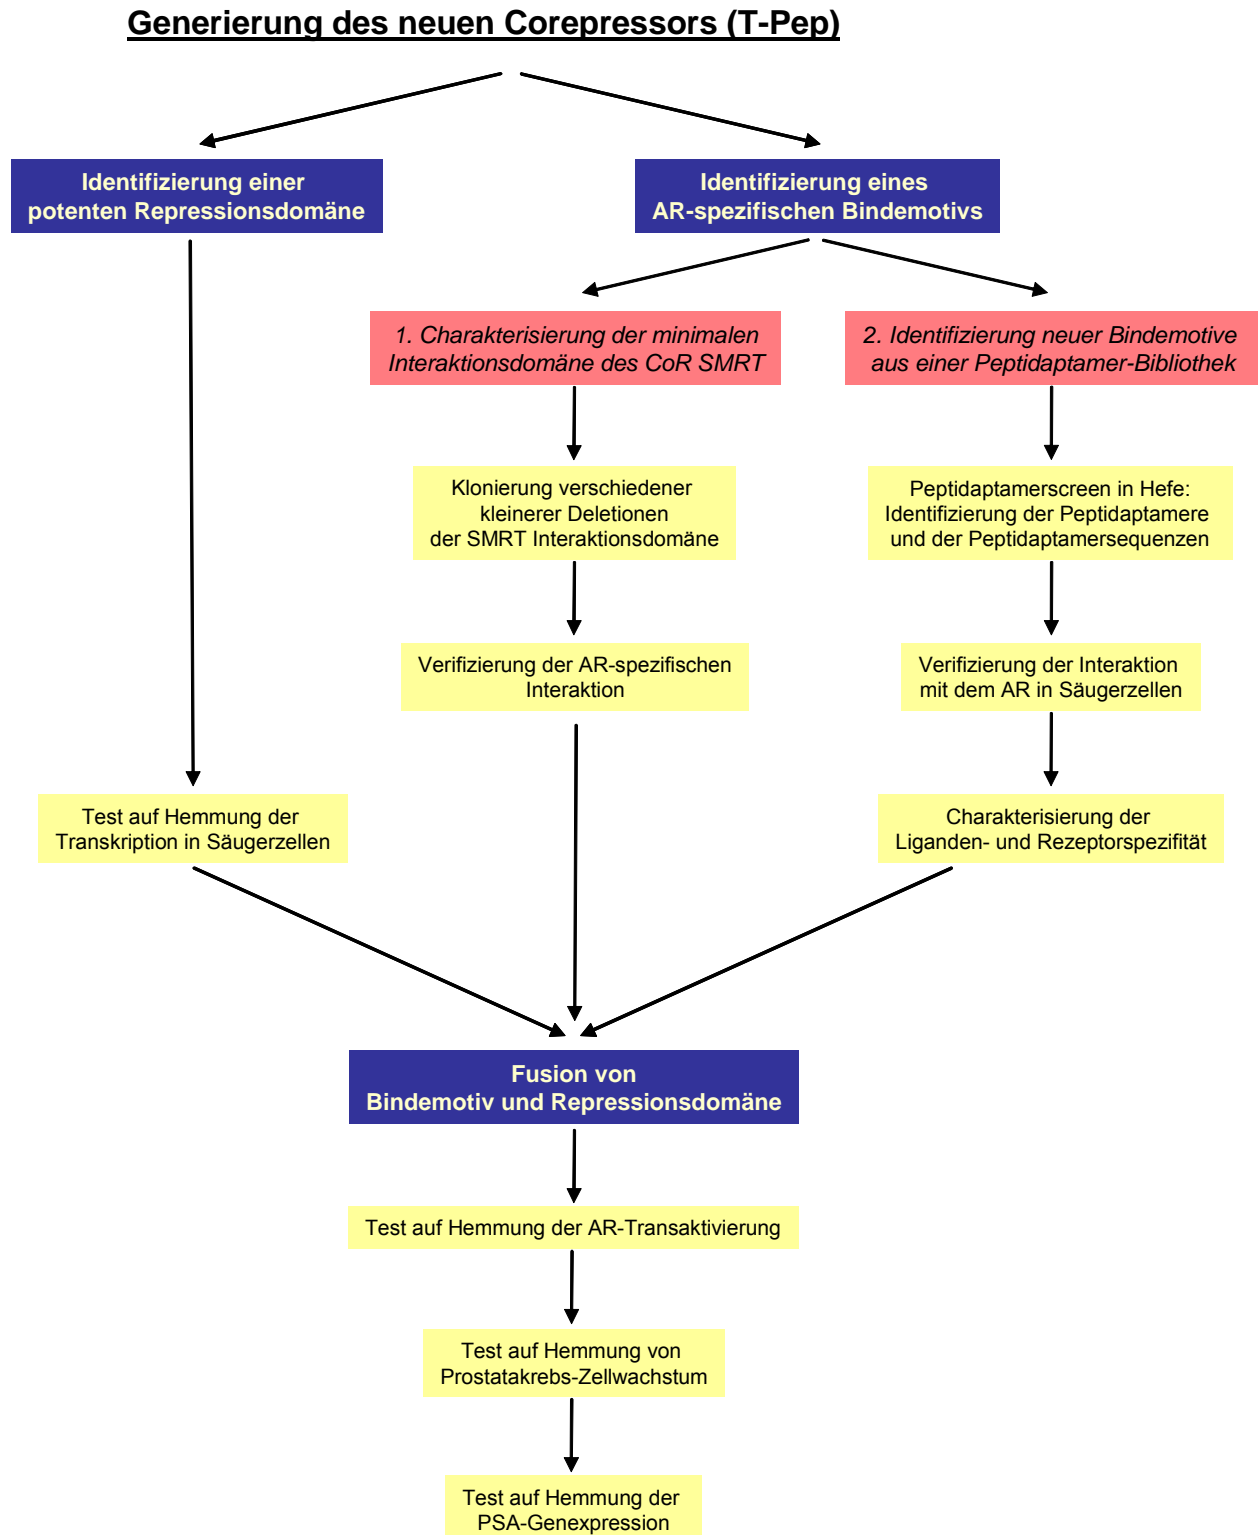 Generierung des neuen Corepressors (T-Pep)
Identifizierung einer
potenten Repressionsdomäne
Identifizierung eines
AR-spezifischen Bindemotivs
1. Charakterisierung der minimalen
Interaktionsdomäne des CoR SMRT
2. Identifizierung neuer Bindemotive
aus einer Peptidaptamer-Bibliothek
Klonierung verschiedener
kleinerer Deletionen
der SMRT Interaktionsdomäne
Peptidaptamerscreen in Hefe:
Identifizierung der Peptidaptamere
und der Peptidaptamersequenzen
Verifizierung der AR-spezifischen
Interaktion
Verifizierung der Interaktion
mit dem AR in Säugerzellen
Test auf Hemmung der
Transkription in Säugerzellen
Charakterisierung der
Liganden- und Rezeptorspezifität
Fusion von
Bindemotiv und Repressionsdomäne
Test auf Hemmung der AR-Transaktivierung
Test auf Hemmung von
Prostatakrebs-Zellwachstum
Test auf Hemmung der
PSA-Genexpression